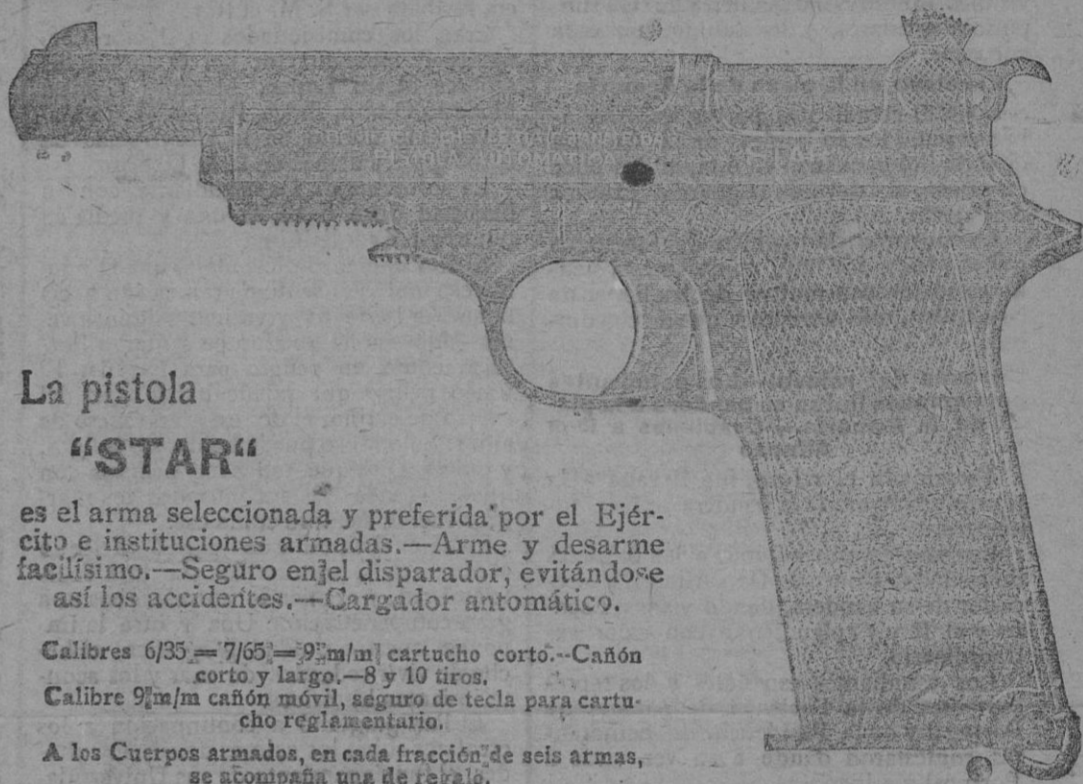 PISTOLA AUTOMATICA
STAR
La pistola
“STAR“
es el arma seleccionada y preferida por el Ejér-
cito e instituciones armadas.—Arme y desarme
facilísimo.—Seguro en el disparador, evitándose
así los accidentes.—Cargador antomático.
Calibres 6/35 = 7/65 = 9 m/m cartucho corto.--Cañón
corto y largo.—8 y 10 tiros.
Calibre 9 m/m cañón móvil, seguro de tecla para cartu-
cho reglamentario.
A los Cuerpos armados, en cada fracción de seis armas,
se acompaña una de regalo.